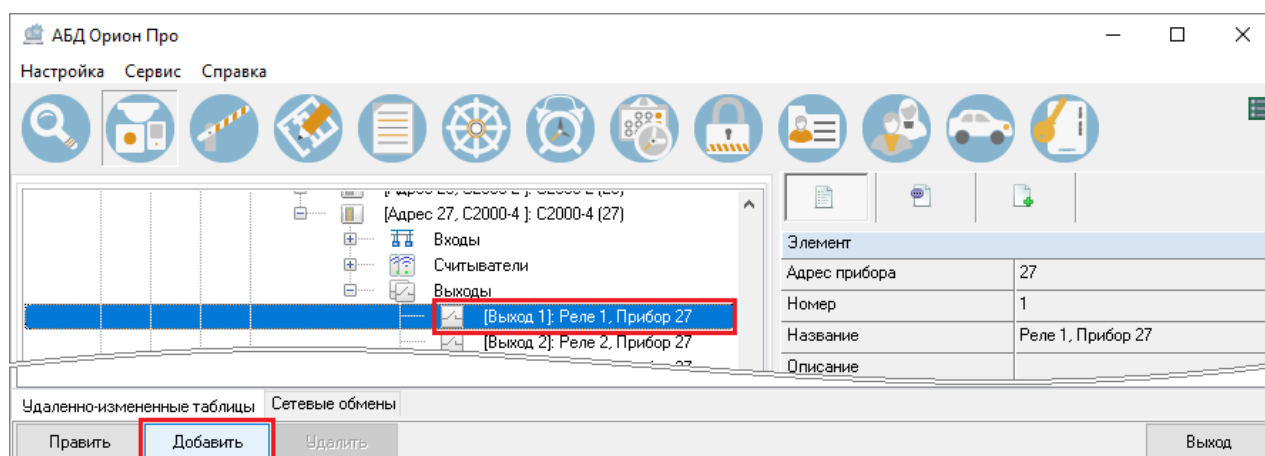 АБД Орион Про
Настройка Сервис Справка
[Адрес 27, С2000-4 ]: С2000-4 (27)
Входы
Считыватели
Выходы
[Выход 1]: Реле 1, Прибор 27
[Выход 2]: Реле 2, Прибор 27
Элемент
Адрес прибора 27
Номер 1
Название Реле 1, Прибор 27
Описание
Удаленно-измененные таблицы Сетевые обмены
Править Добавить Удалить Выход